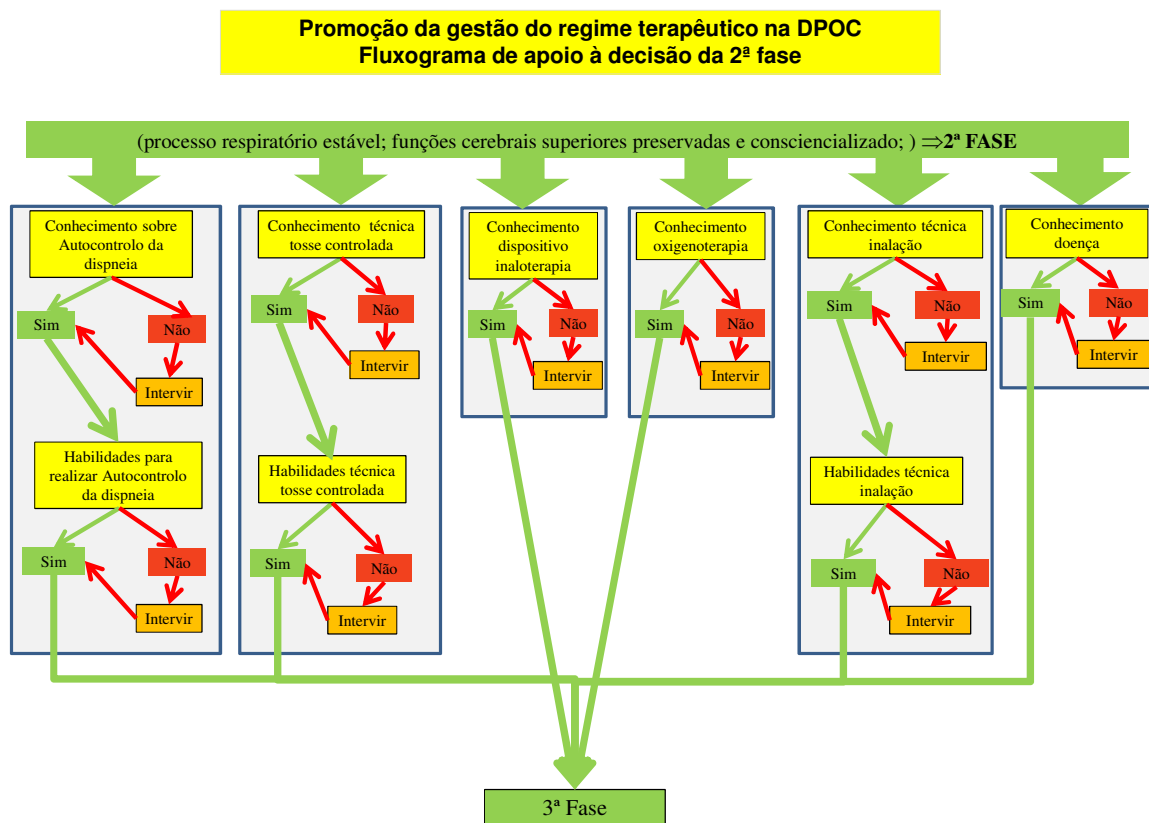 Promoção da gestão do regime terapêutico na DPOC
Fluxograma de apoio à decisão da 2ª fase
(processo respiratório estável; funções cerebrais superiores preservadas e consciencializado; ) ⇒2ª FASE
Conhecimento sobre
Autocontrolo da
dispneia
Sim
Não
Intervir
Habilidades para
realizar Autocontrolo
da dispneia
Sim
Não
Intervir
Conhecimento técnica
tosse controlada
Sim
Não
Intervir
Habilidades técnica
tosse controlada
Sim
Não
Intervir
Conhecimento
dispositivo
inaloterapia
Sim
Não
Intervir
Conhecimento
oxigenoterapia
Sim
Não
Intervir
Conhecimento técnica
inalação
Sim
Não
Intervir
Habilidades técnica
inalação
Sim
Não
Intervir
Conhecimento
doença
Sim
Não
Intervir
3ª Fase